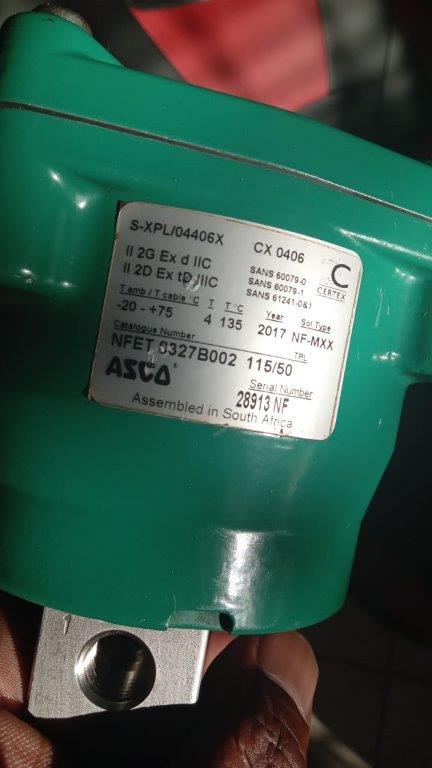 S-XPL/04406X CX 0406
II 2G Ex d IIC SANS 60079-0
II 2D Ex tD IIIC SANS 60079-1
SANS 61241-0&1
C
CERTEX
T amb / T cable °C T T °C Year Sol Type
-20 - +75 4 135 2017 NF-MXX
Catalogue Number TPL
NFET 8327B002 115/50
ASCO® Serial Number
28913 NF
Assembled in South Africa